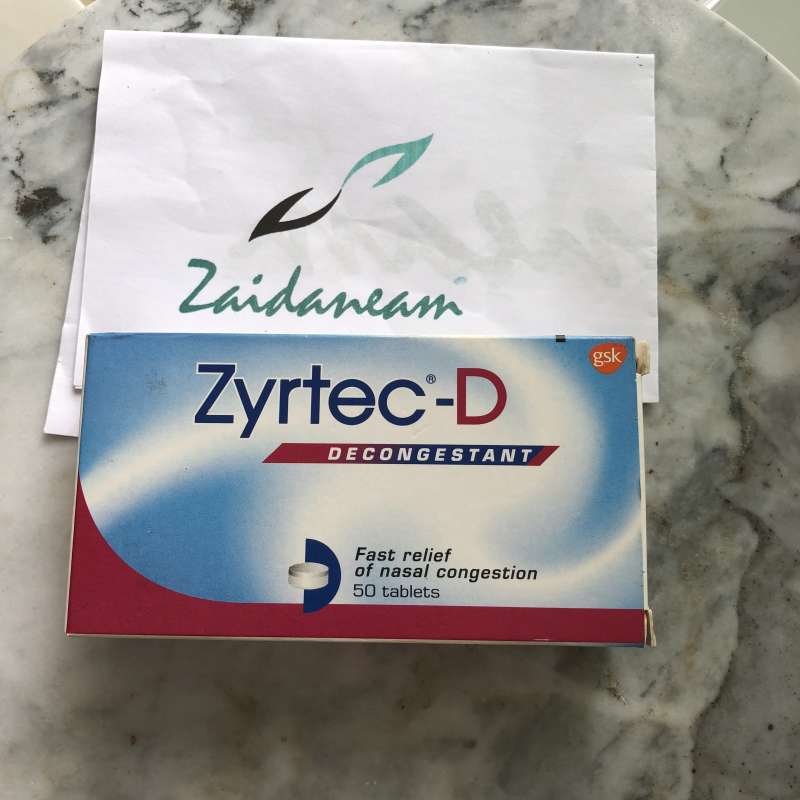 Zaidaneam
gsk
Zyrtec®-D
DECONGESTANT
Fast relief
of nasal congestion
50 tablets